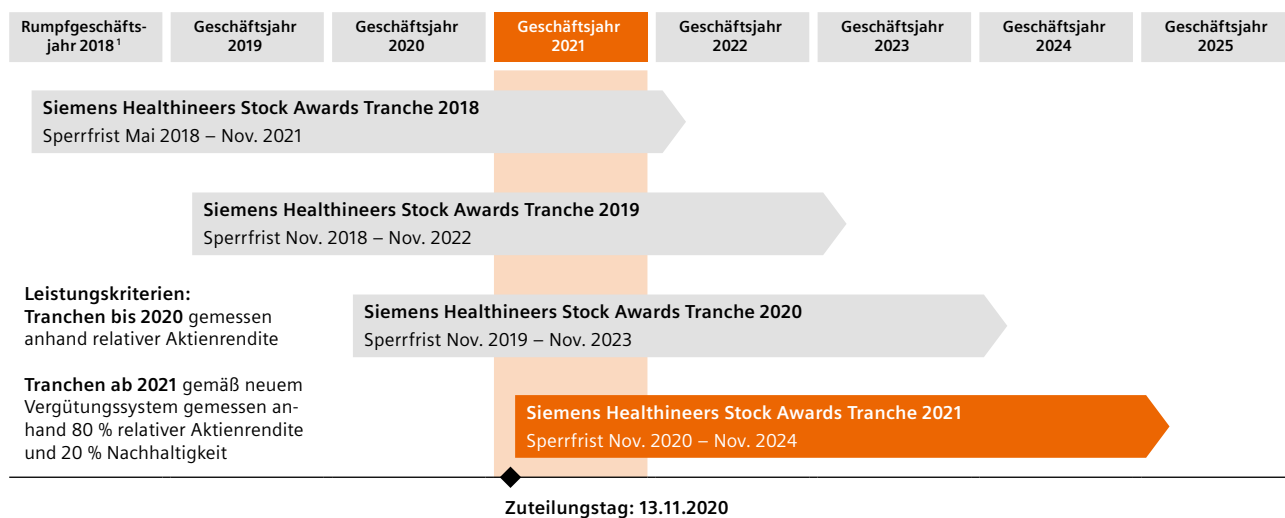 Rumpfgeschäfts-
jahr 2018¹
Geschäftsjahr
2019
Geschäftsjahr
2020
Geschäftsjahr
2021
Geschäftsjahr
2022
Geschäftsjahr
2023
Geschäftsjahr
2024
Geschäftsjahr
2025
Siemens Healthineers Stock Awards Tranche 2018
Sperrfrist Mai 2018 – Nov. 2021
Siemens Healthineers Stock Awards Tranche 2019
Sperrfrist Nov. 2018 – Nov. 2022
Leistungskriterien:
Tranchen bis 2020 gemessen
anhand relativer Aktienrendite
Siemens Healthineers Stock Awards Tranche 2020
Sperrfrist Nov. 2019 – Nov. 2023
Tranchen ab 2021 gemäß neuem
Vergütungssystem gemessen an-
hand 80 % relativer Aktienrendite
und 20 % Nachhaltigkeit
Siemens Healthineers Stock Awards Tranche 2021
Sperrfrist Nov. 2020 – Nov. 2024
Zuteilungstag: 13.11.2020